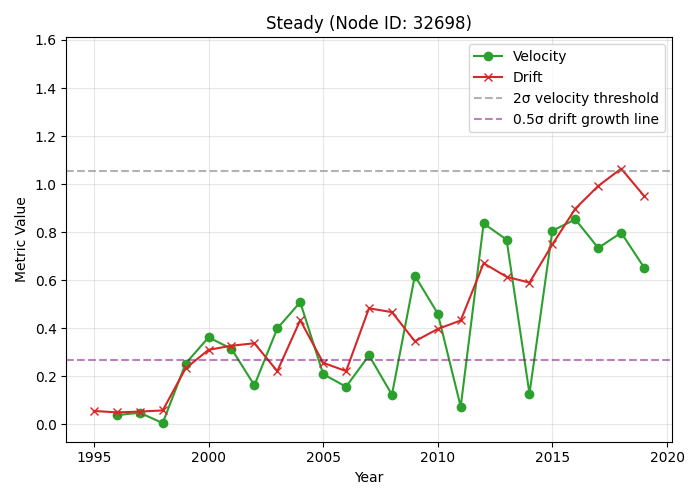 Steady (Node ID: 32698)
Velocity
Drift
2σ velocity threshold
0.5σ drift growth line
Metric Value
1.6
1.4
1.2
1.0
0.8
0.6
0.4
0.2
0.0
1995
2000
2005
2010
2015
2020
Year